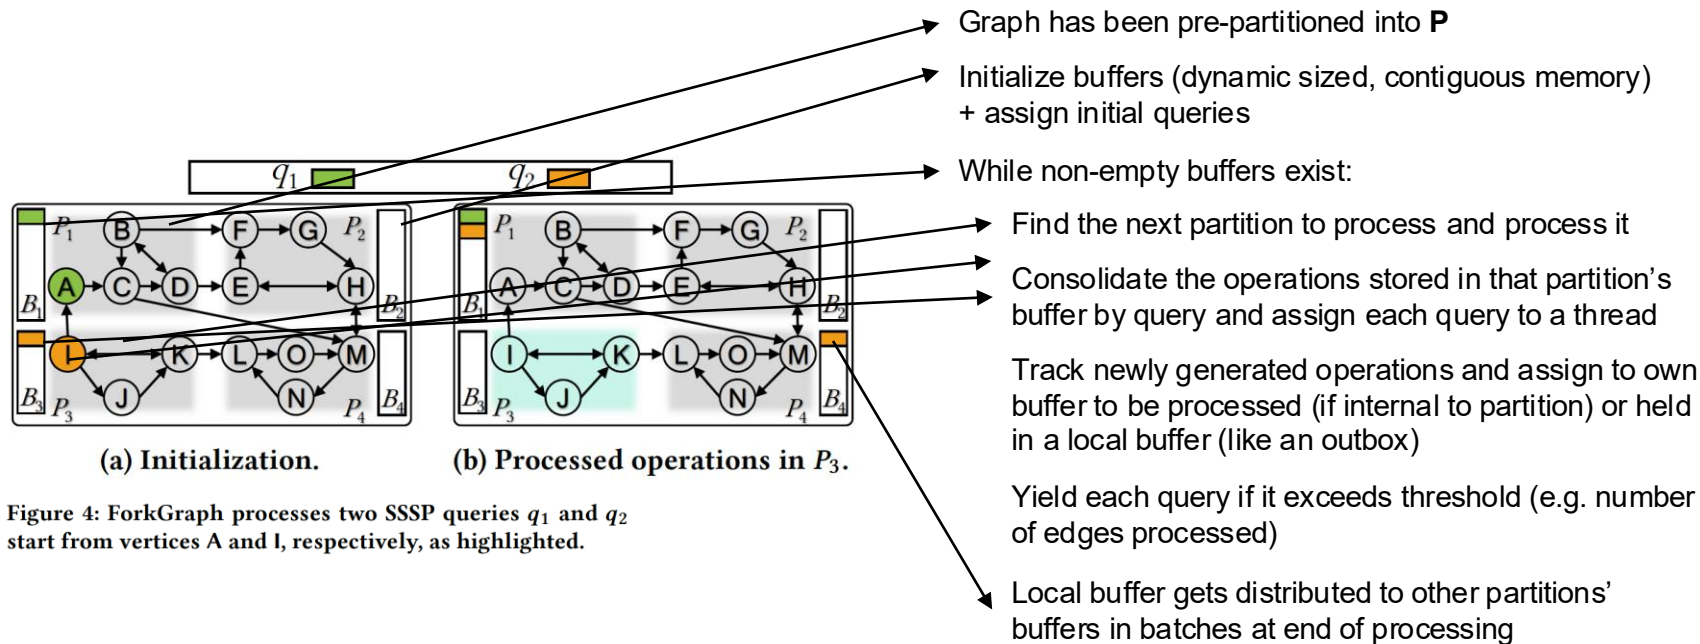 Graph has been pre-partitioned into P
Initialize buffers (dynamic sized, contiguous memory)
+ assign initial queries
While non-empty buffers exist:
Find the next partition to process and process it
Consolidate the operations stored in that partition's
buffer by query and assign each query to a thread
Track newly generated operations and assign to own
buffer to be processed (if internal to partition) or held
in a local buffer (like an outbox)
Yield each query if it exceeds threshold (e.g. number
of edges processed)
Local buffer gets distributed to other partitions'
buffers in batches at end of processing
q1 q2
P1 B F G P2
A C D E H
B1 B2
I K L O M
B3 P3 J N P4 B4
(a) Initialization.
P1 B F G P2
A C D E H
B1 B2
I K L O M
B3 P3 J N P4 B4
(b) Processed operations in P3.
Figure 4: ForkGraph processes two SSSP queries q1 and q2
start from vertices A and I, respectively, as highlighted.